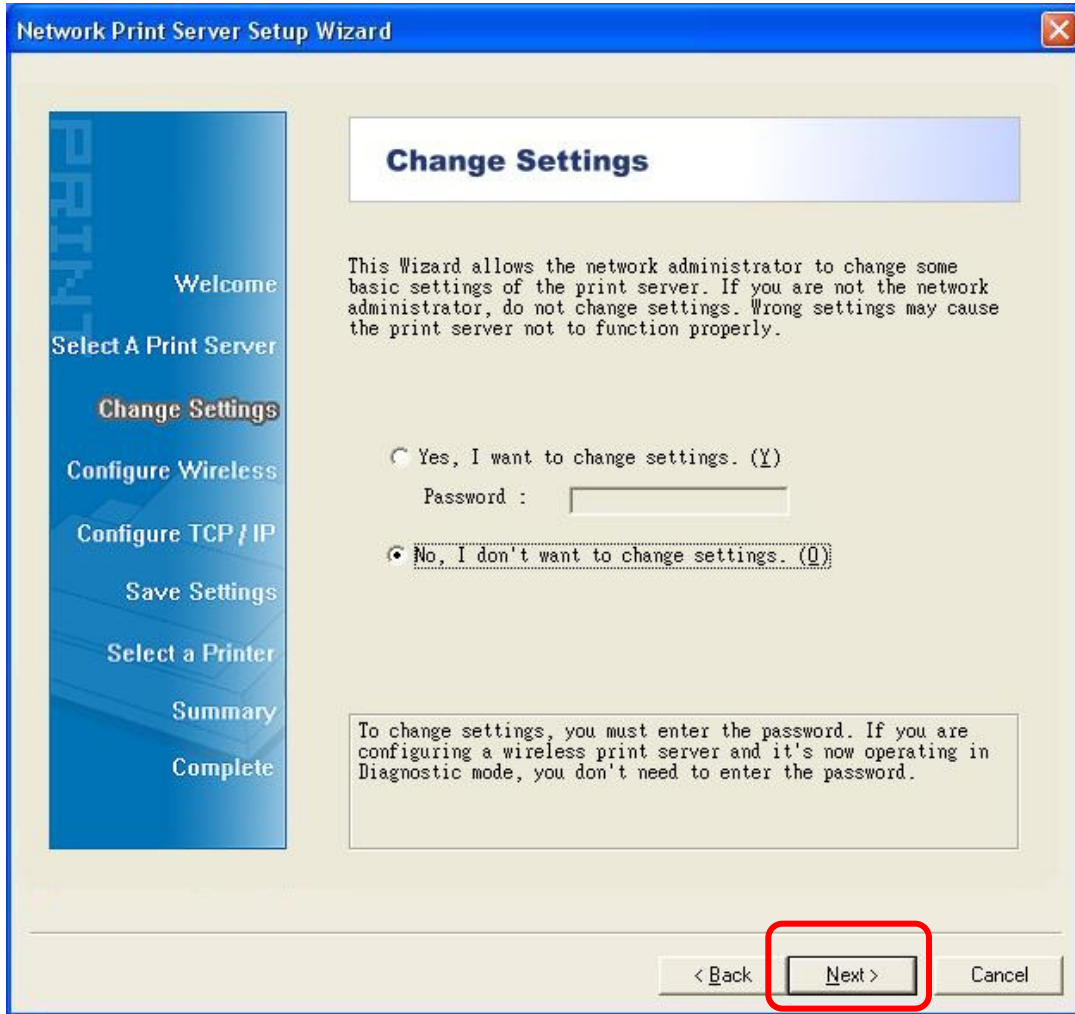 Network Print Server Setup Wizard
PRINT
Welcome
Select A Print Server
Change Settings
Configure Wireless
Configure TCP / IP
Save Settings
Select a Printer
Summary
Complete
Change Settings
This Wizard allows the network administrator to change some
basic settings of the print server. If you are not the network
administrator, do not change settings. Wrong settings may cause
the print server not to function properly.
Yes, I want to change settings. (Y)
Password :
No, I don't want to change settings. (O)
To change settings, you must enter the password. If you are
configuring a wireless print server and it's now operating in
Diagnostic mode, you don't need to enter the password.
< Back Next > Cancel